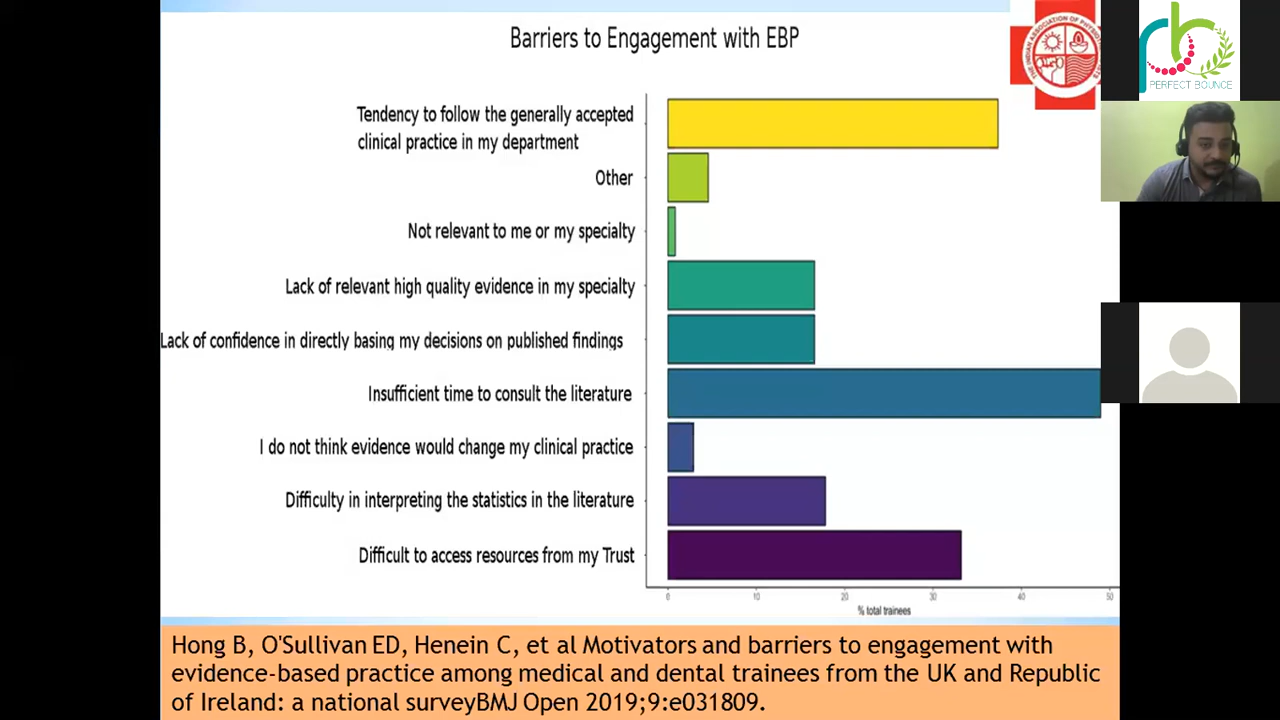 Barriers to Engagement with EBP
PERFECT BOUNCE
Tendency to follow the generally accepted
clinical practice in my department
Other
Not relevant to me or my specialty
Lack of relevant high quality evidence in my specialty
Lack of confidence in directly basing my decisions on published findings
Insufficient time to consult the literature
I do not think evidence would change my clinical practice
Difficulty in interpreting the statistics in the literature
Difficult to access resources from my Trust
0 10 20 30 40 50
% total trainees
Hong B, O'Sullivan ED, Henein C, et al Motivators and barriers to engagement with
evidence-based practice among medical and dental trainees from the UK and Republic
of Ireland: a national surveyBMJ Open 2019;9:e031809.